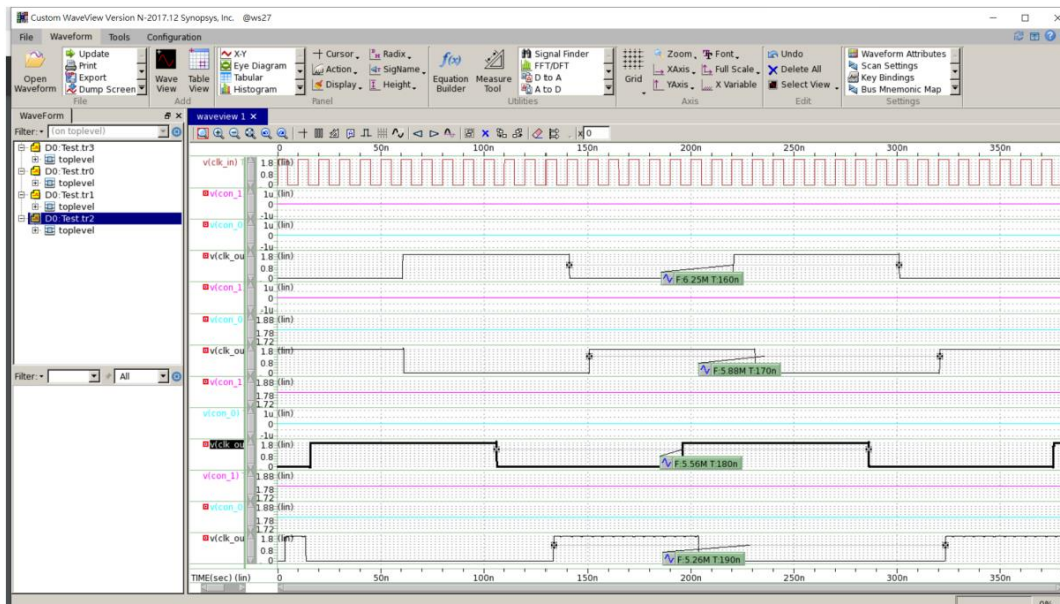 Custom WaveView Version N-2017.12 Synopsys, Inc. @ws27
File Waveform Tools Configuration
Open Waveform
Update
Print
Export
Dump Screen
File
Wave View
Table View
Add
X-Y
Eye Diagram
Tabular
Histogram
Cursor
Action
Display
Radix
SigName
Height
Panel
f(x)
Equation Builder
Measure Tool
Signal Finder
FFT/DFT
D to A
A to D
Utilities
Grid
Zoom
XAxis
YAxis
Font
Full Scale
X Variable
Axis
Undo
Delete All
Select View
Edit
Waveform Attributes
Scan Settings
Key Bindings
Bus Mnemonic Map
Settings
WaveForm
Filter: (on toplevel)
D0:Test.tr3
toplevel
D0:Test.tr0
toplevel
D0:Test.tr1
toplevel
D0:Test.tr2
toplevel
Filter: All
waveview 1
x 0
0 50n 100n 150n 200n 250n 300n 350n
v(clk_in) 1.8 (lin)
0.8
0
v(con_1 1u (lin)
0
-1u
v(con_0 1u (lin)
0
-1u
v(clk_ou 1.8 (lin)
0.8
0
F:6.25M T:160n
v(con_1 1u (lin)
0
-1u
v(con_0 1.88 (lin)
1.78
1.72
v(clk_ou 1.8 (lin)
0.8
0
F:5.88M T:170n
v(con_1 1.88 (lin)
1.78
1.72
v(con_0) 1u (lin)
0
-1u
v(clk_ou 1.8 (lin)
0.8
0
F:5.56M T:180n
v(con_1) 1.88 (lin)
1.78
1.72
v(con_0 1.88 (lin)
1.78
1.72
v(clk_ou 1.8 (lin)
0.8
0
F:5.26M T:190n
TIME(sec) (lin) 0 50n 100n 150n 200n 250n 300n 350n
0%